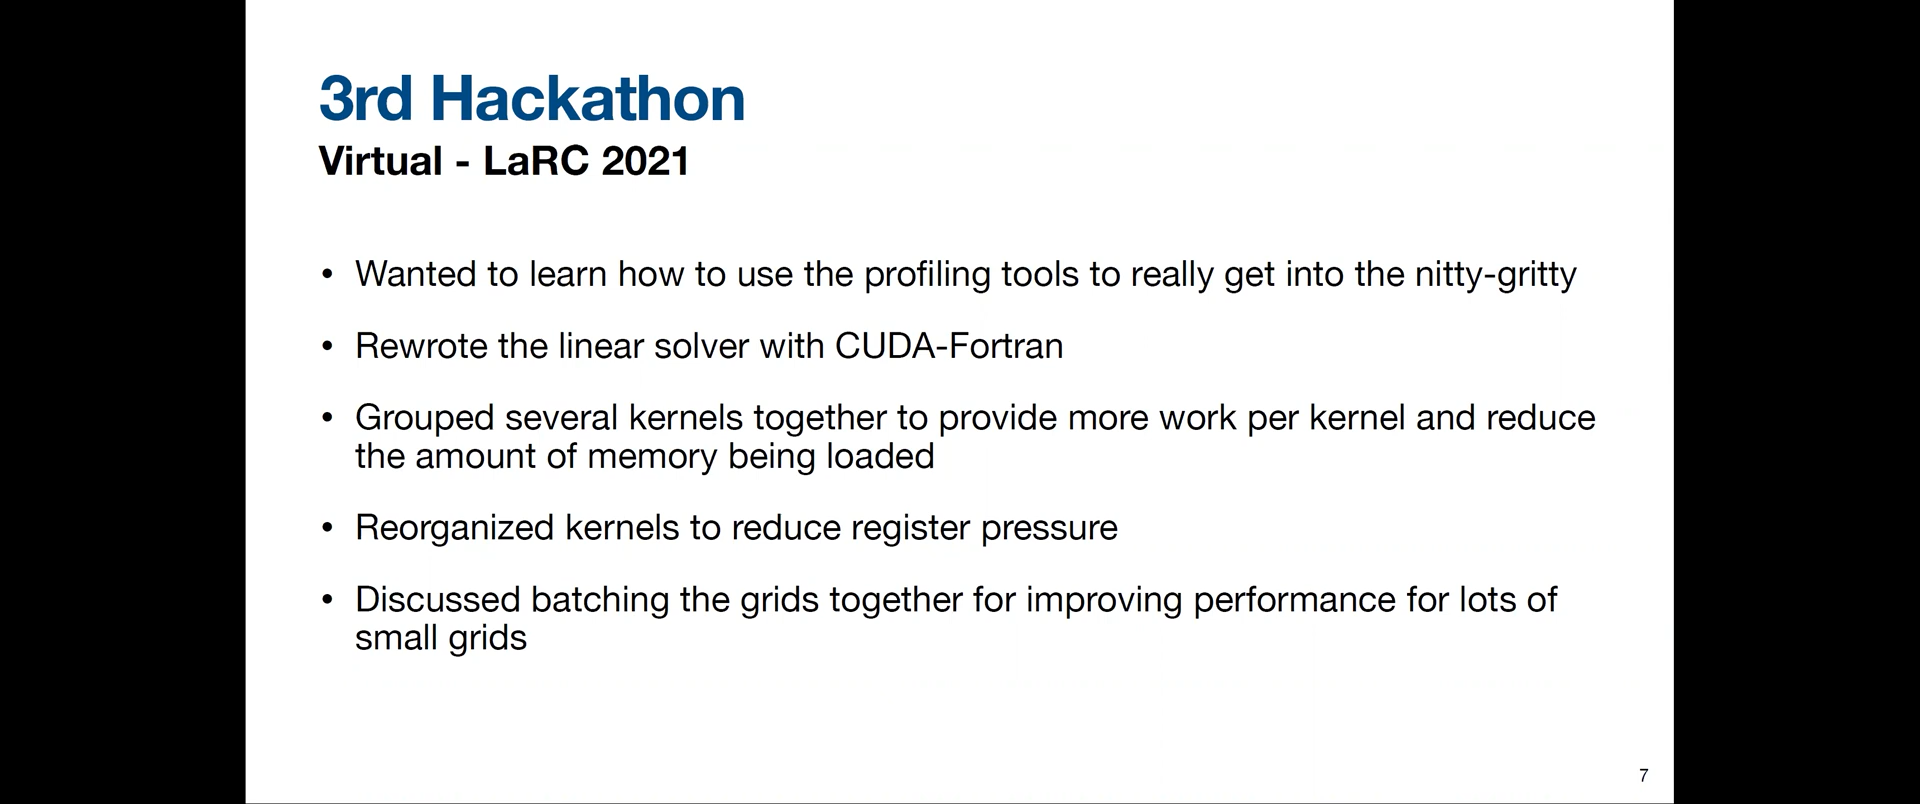 3rd Hackathon
Virtual - LaRC 2021
• Wanted to learn how to use the profiling tools to really get into the nitty-gritty
• Rewrote the linear solver with CUDA-Fortran
• Grouped several kernels together to provide more work per kernel and reduce
the amount of memory being loaded
• Reorganized kernels to reduce register pressure
• Discussed batching the grids together for improving performance for lots of
small grids
7